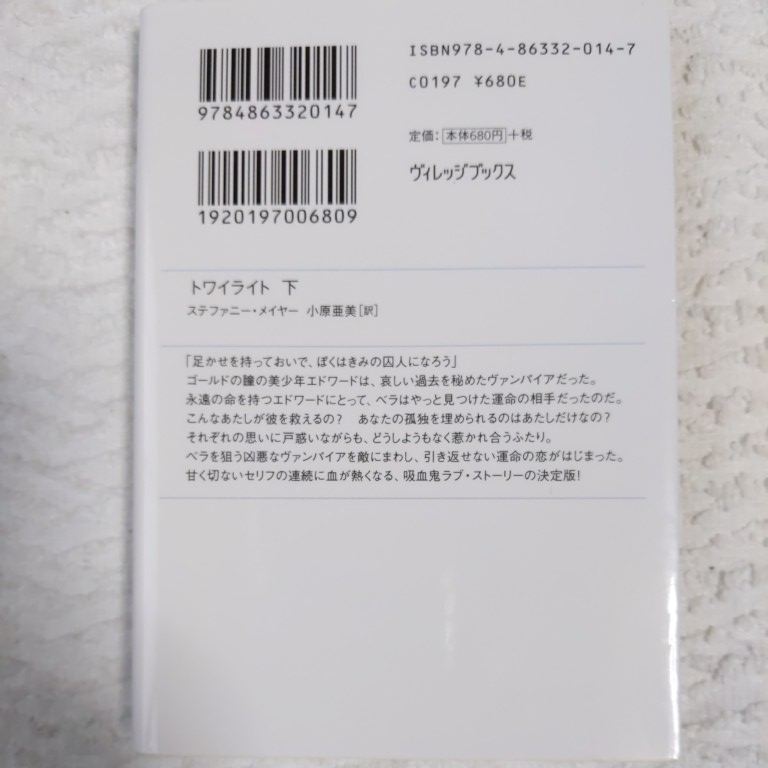 ISBN978-4-86332-014-7
C0197 ¥680E
9784863320147
定価：本体680円+税
ヴィレッジブックス
1920197006809
トワイライト 下
ステファニー・メイヤー 小原亜美[訳]
「足かせを持っておいで、ぼくはきみの囚人になろう」
ゴールドの瞳の美少年エドワードは、哀しい過去を秘めたヴァンパイアだった。
永遠の命を持つエドワードにとって、ベラはやっと見つけた運命の相手だったのだ。
こんなあたしが彼を救えるの？ あなたの孤独を埋められるのはあたしだけなの？
それぞれの思いに戸惑いながらも、どうしようもなく惹かれ合うふたり。
ベラを狙う凶悪なヴァンパイアを敵にまわし、引き返せない運命の恋がはじまった。
甘く切ないセリフの連続に血が熱くなる、吸血鬼ラブ・ストーリーの決定版！